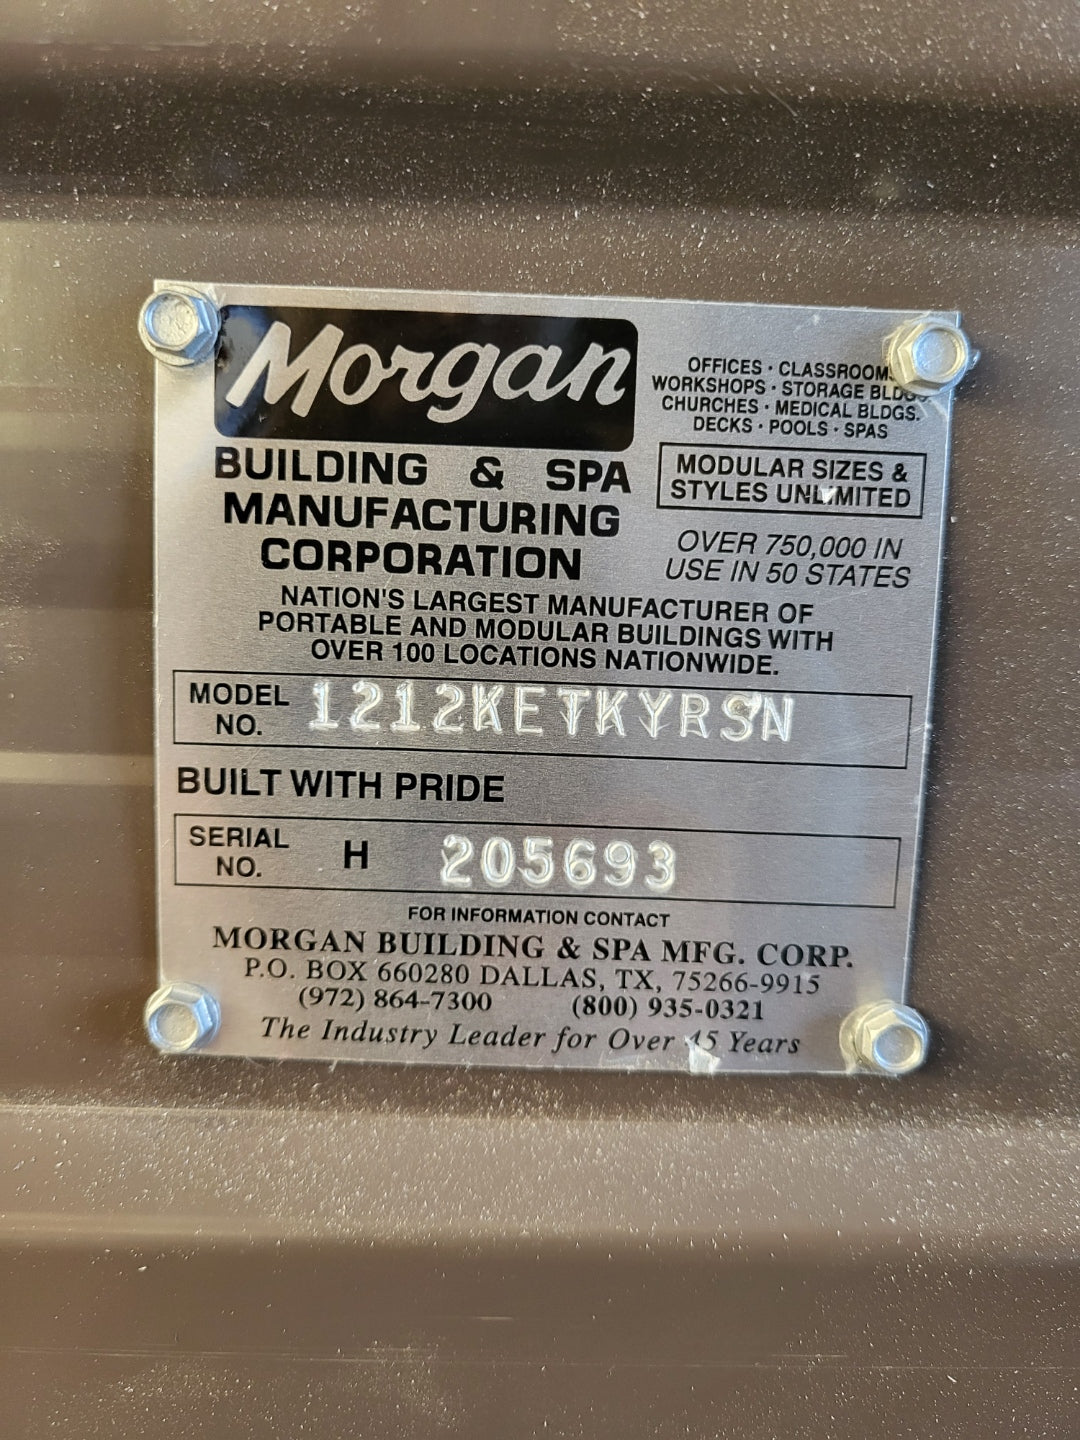 Morgan
BUILDING & SPA
MANUFACTURING
CORPORATION
OFFICES · CLASSROOMS
WORKSHOPS · STORAGE BLDGS.
CHURCHES · MEDICAL BLDGS.
DECKS · POOLS · SPAS
MODULAR SIZES &
STYLES UNLIMITED
OVER 750,000 IN
USE IN 50 STATES
NATION'S LARGEST MANUFACTURER OF
PORTABLE AND MODULAR BUILDINGS WITH
OVER 100 LOCATIONS NATIONWIDE.
MODEL NO. 1212KETKYRSN
BUILT WITH PRIDE
SERIAL NO. H 205693
FOR INFORMATION CONTACT
MORGAN BUILDING & SPA MFG. CORP.
P.O. BOX 660280 DALLAS, TX, 75266-9915
(972) 864-7300 (800) 935-0321
The Industry Leader for Over 45 Years